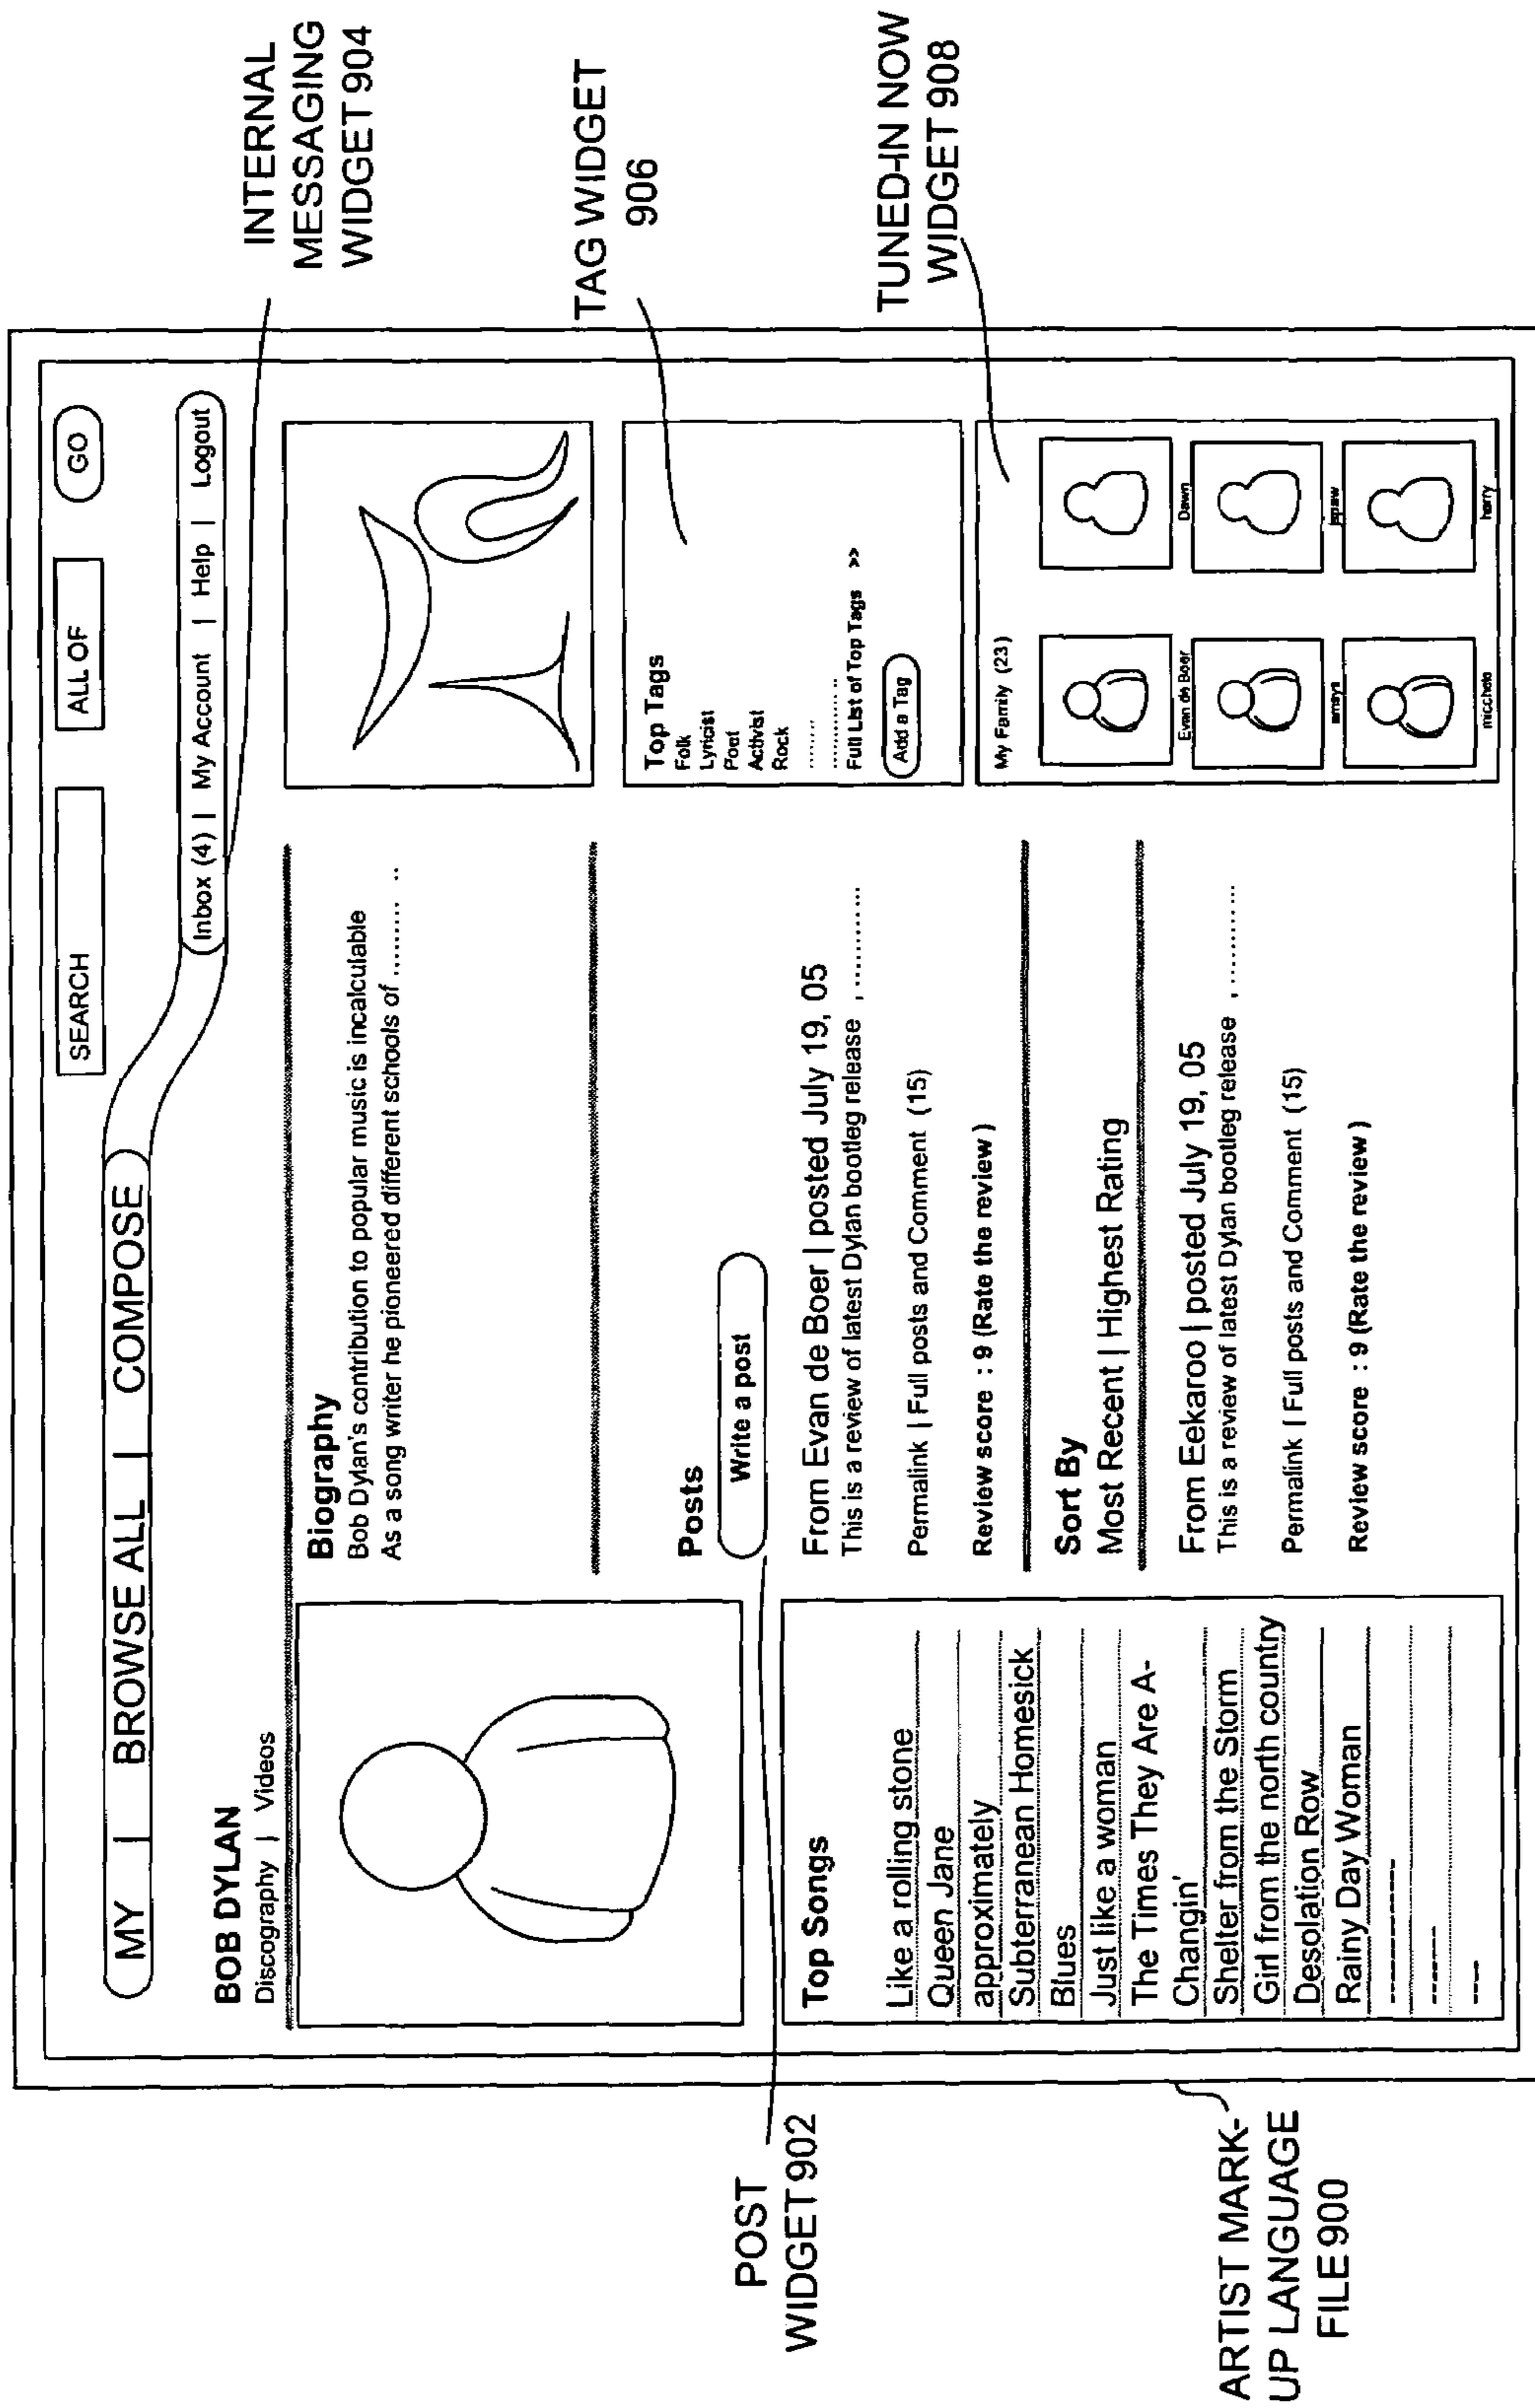 INTERNAL
MESSAGING
WIDGET 904
TAG WIDGET
906
TUNED-IN NOW
WIDGET 908
SEARCH
ALL OF
GO
MY | BROWSE ALL | COMPOSE
Inbox (4) | My Account | Help | Logout
BOB DYLAN
Discography | Videos
Biography
Bob Dylan's contribution to popular music is incalculable
As a song writer he pioneered different schools of ........ ..
Posts
Write a post
From Evan de Boer | posted July 19, 05
This is a review of latest Dylan bootleg release , ...........
Permalink | Full posts and Comment (15)
Review score : 9 (Rate the review )
Sort By
Most Recent | Highest Rating
From Eekaroo | posted July 19, 05
This is a review of latest Dylan bootleg release , ...........
Permalink | Full posts and Comment (15)
Review score : 9 (Rate the review )
Top Songs
Like a rolling stone
Queen Jane
approximately
Subterranean Homesick
Blues
Just like a woman
The Times They Are A-
Changin'
Shelter from the Storm
Girl from the north country
Desolation Row
Rainy Day Woman
Top Tags
Folk
Lyricist
Poet
Activist
Rock
.......
............
Full List of Top Tags >>
Add a Tag
My Family (23)
Evan de Boer
Dawn
harry
POST
WIDGET 902
ARTIST MARK-
UP LANGUAGE
FILE 900